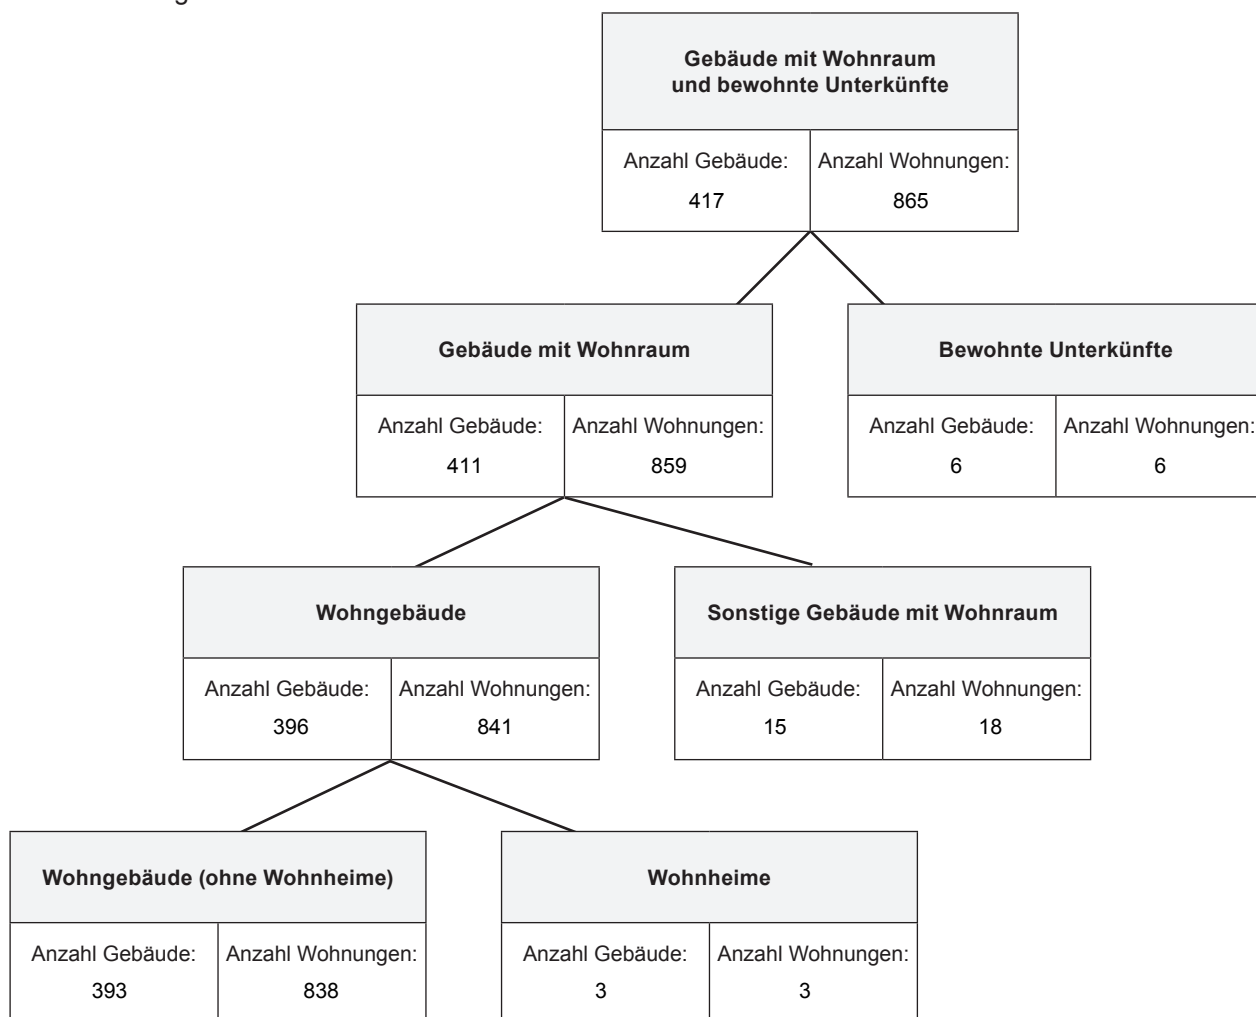 Gebäude mit Wohnraum
und bewohnte Unterkünfte
Anzahl Gebäude: Anzahl Wohnungen:
417 865
Gebäude mit Wohnraum
Bewohnte Unterkünfte
Anzahl Gebäude: Anzahl Wohnungen:
411 859
Anzahl Gebäude: Anzahl Wohnungen:
6 6
Wohngebäude
Sonstige Gebäude mit Wohnraum
Anzahl Gebäude: Anzahl Wohnungen:
396 841
Anzahl Gebäude: Anzahl Wohnungen:
15 18
Wohngebäude (ohne Wohnheime)
Wohnheime
Anzahl Gebäude: Anzahl Wohnungen:
393 838
Anzahl Gebäude: Anzahl Wohnungen:
3 3